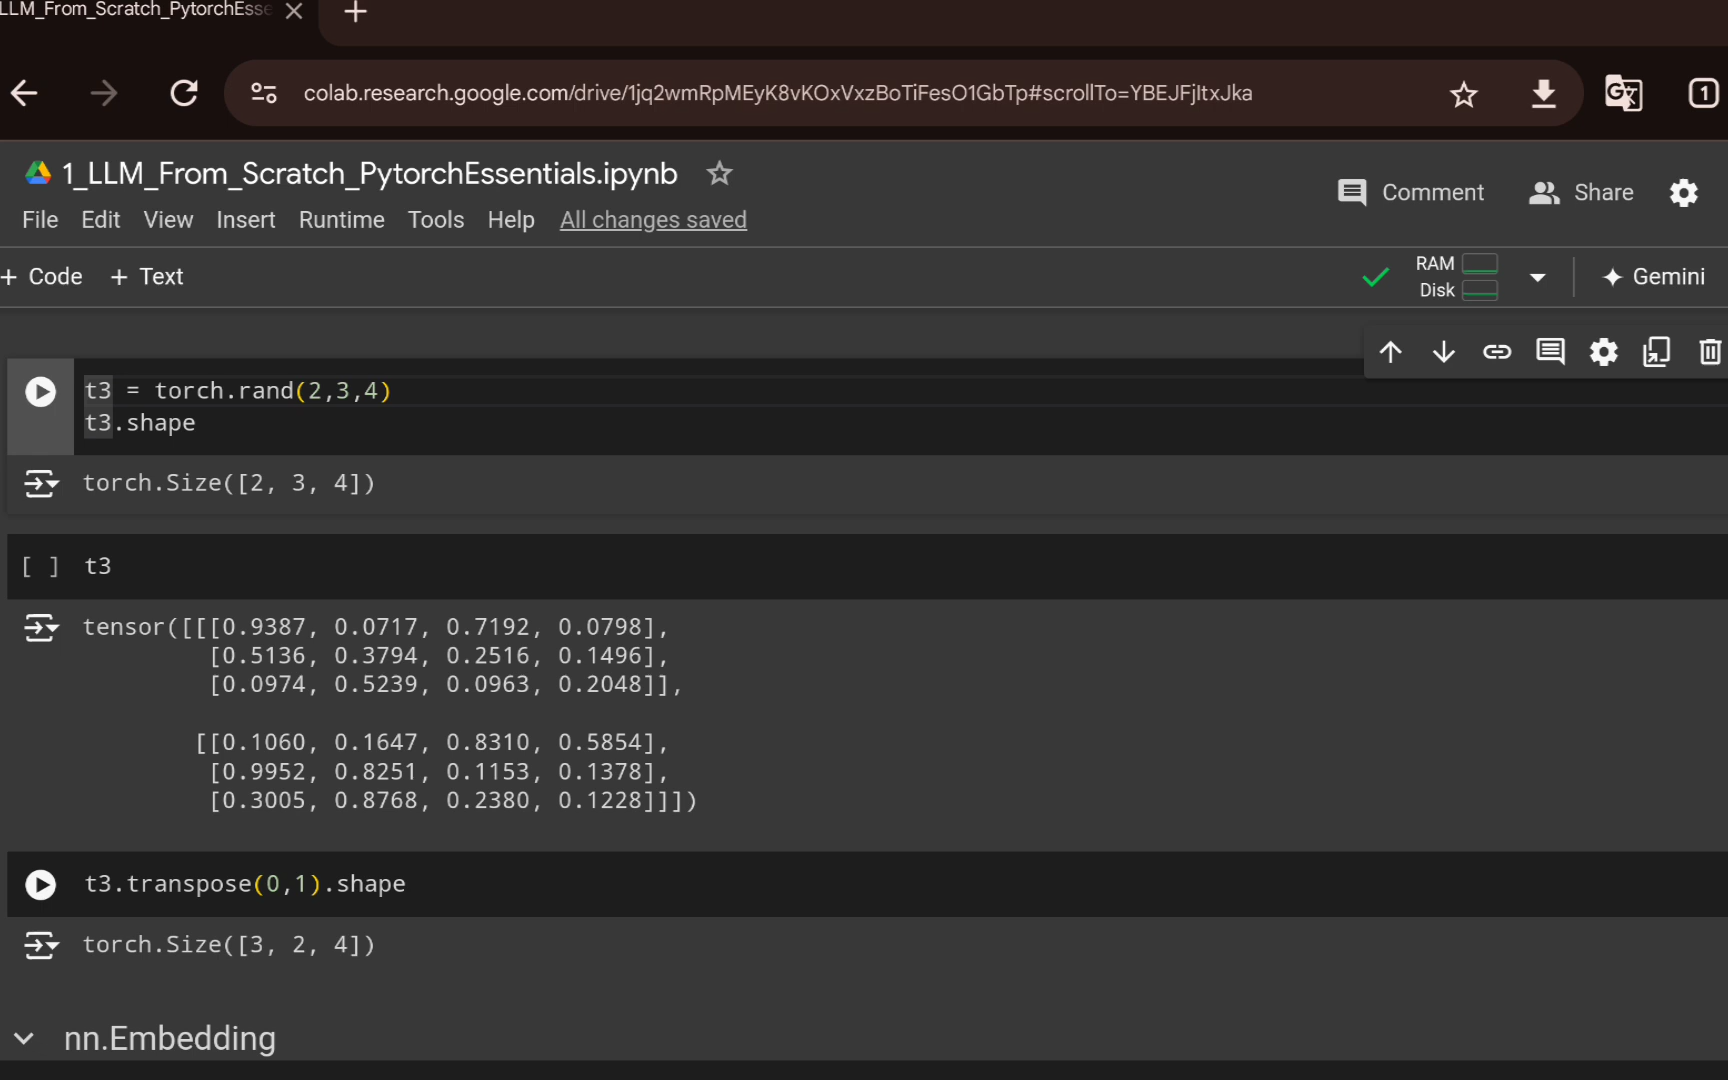 LLM_From_Scratch_PytorchEsse
colab.research.google.com/drive/1jq2wmRpMEyK8vKOxVxzBoTiFesO1GbTp#scrollTo=YBEJFjItxJka
1
1_LLM_From_Scratch_PytorchEssentials.ipynb
Comment
Share
File Edit View Insert Runtime Tools Help All changes saved
+ Code + Text
RAM
Disk
Gemini
t3 = torch.rand(2,3,4)
t3.shape
torch.Size([2, 3, 4])
[ ] t3
tensor([[[0.9387, 0.0717, 0.7192, 0.0798],
[0.5136, 0.3794, 0.2516, 0.1496],
[0.0974, 0.5239, 0.0963, 0.2048]],
[[0.1060, 0.1647, 0.8310, 0.5854],
[0.9952, 0.8251, 0.1153, 0.1378],
[0.3005, 0.8768, 0.2380, 0.1228]]])
t3.transpose(0,1).shape
torch.Size([3, 2, 4])
nn.Embedding